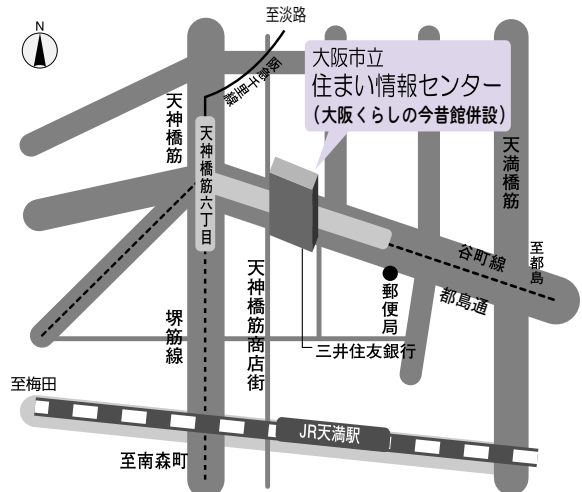 N
至淡路
阪急千里線
大阪市立
住まい情報センター
（大阪くらしの今昔館併設）
天神橋筋
天神橋筋六丁目
天満橋筋
谷町線
至都島
都島通
郵便局
天神橋筋商店街
堺筋線
三井住友銀行
至梅田
JR天満駅
至南森町